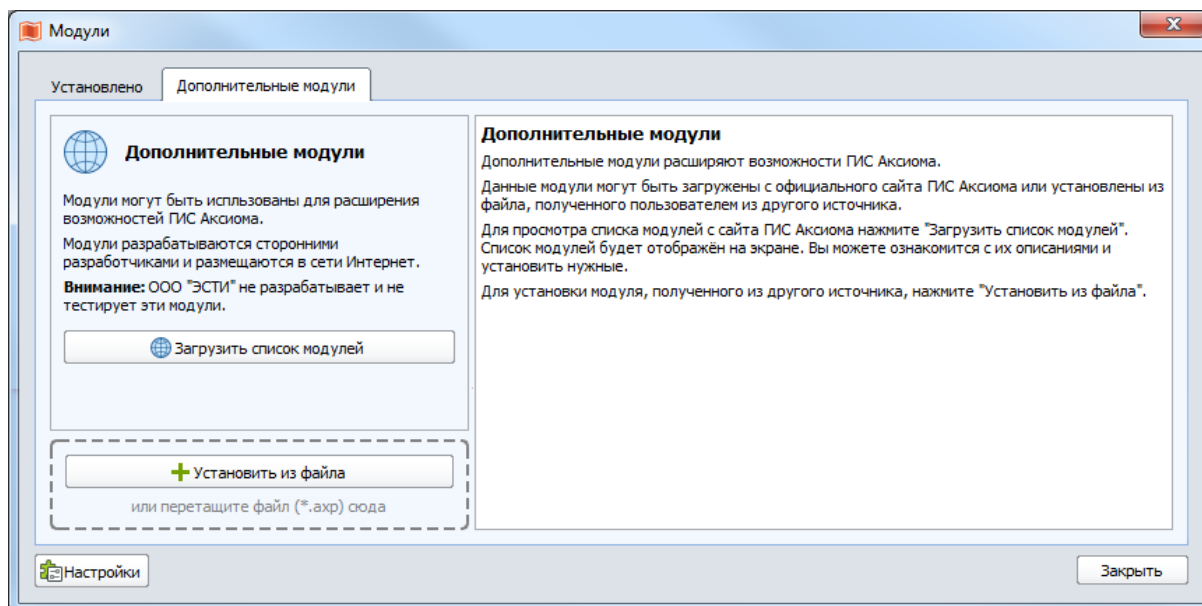 Модули
Установлено
Дополнительные модули
Дополнительные модули
Модули могут быть испльзованы для расширения
возможностей ГИС Аксиома.
Модули разрабатываются сторонними
разработчиками и размещаются в сети Интернет.
Внимание: ООО "ЭСТИ" не разрабатывает и не
тестирует эти модули.
Загрузить список модулей
Установить из файла
или перетащите файл (*.axp) сюда
Дополнительные модули
Дополнительные модули расширяют возможности ГИС Аксиома.
Данные модули могут быть загружены с официального сайта ГИС Аксиома или установлены из
файла, полученного пользователем из другого источника.
Для просмотра списка модулей с сайта ГИС Аксиома нажмите "Загрузить список модулей".
Список модулей будет отображён на экране. Вы можете ознакомится с их описаниями и
установить нужные.
Для установки модуля, полученного из другого источника, нажмите "Установить из файла".
Настройки
Закрыть